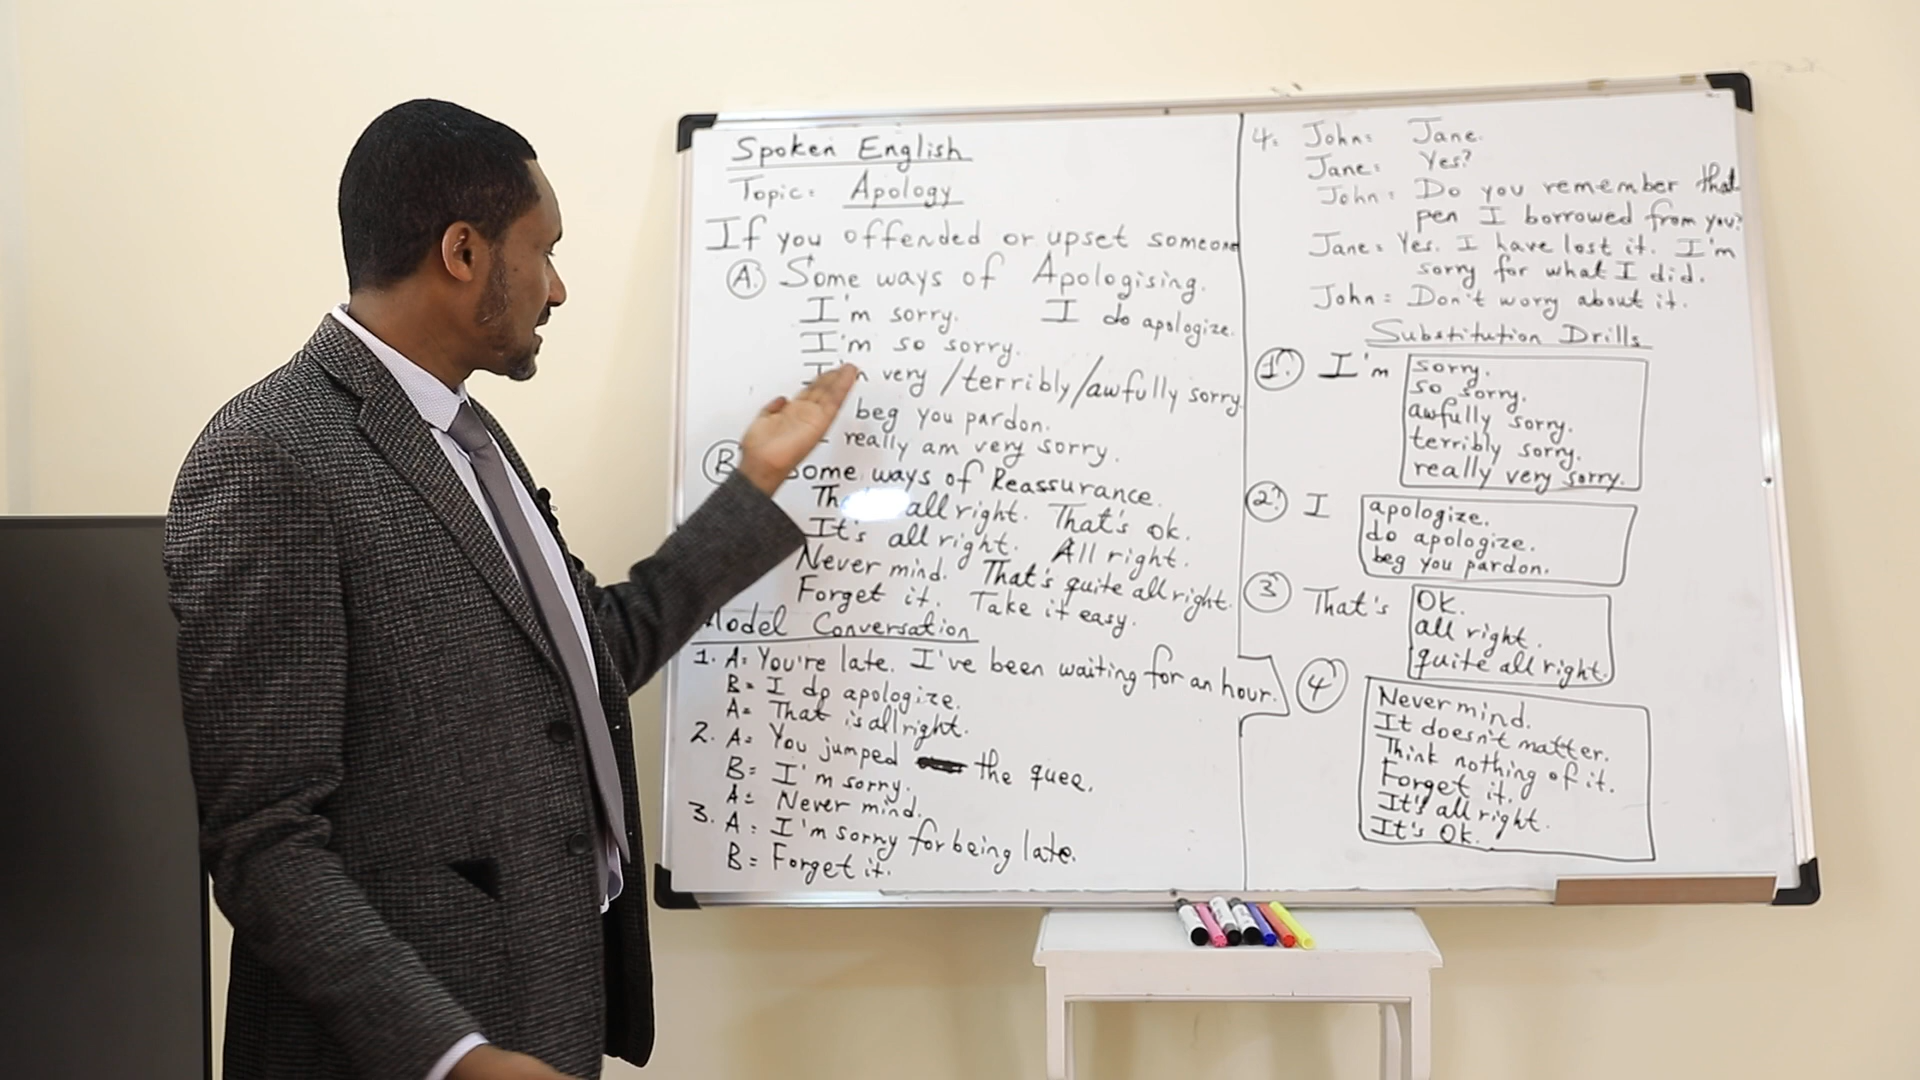 Spoken English
Topic: Apology
If you offended or upset someone
A. Some ways of Apologising.
I'm sorry. I do apologize.
I'm so sorry.
I'm very /terribly/awfully sorry
beg you pardon.
really am very sorry.
B Some ways of Reassurance.
all right. That's ok.
It's all right. All right.
Never mind. That's quite all right.
Forget it. Take it easy.
Model Conversation
1. A: You're late. I've been waiting for an hour.
B: I do apologize.
A: That is all right.
2. A: You jumped the quee.
B: I'm sorry.
A: Never mind.
3. A: I'm sorry for being late.
B: Forget it.
4. John: Jane.
Jane: Yes?
John: Do you remember that
pen I borrowed from you?
Jane: Yes. I have lost it. I'm
sorry for what I did.
John: Don't worry about it.
Substitution Drills
1. I'm
sorry.
so sorry.
awfully sorry.
terribly sorry.
really very sorry.
2. I
apologize.
do apologize.
beg you pardon.
3 That's
OK.
all right.
quite all right.
4
Never mind.
It doesn't matter.
Think nothing of it.
Forget it.
It's all right.
It's OK.